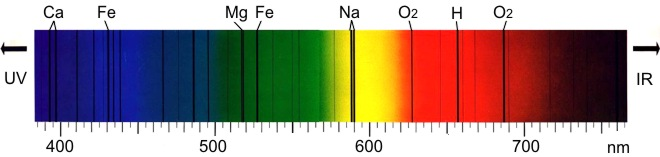 Ca Fe Mg Fe Na O2 H O2
UV IR
400 500 600 700 nm